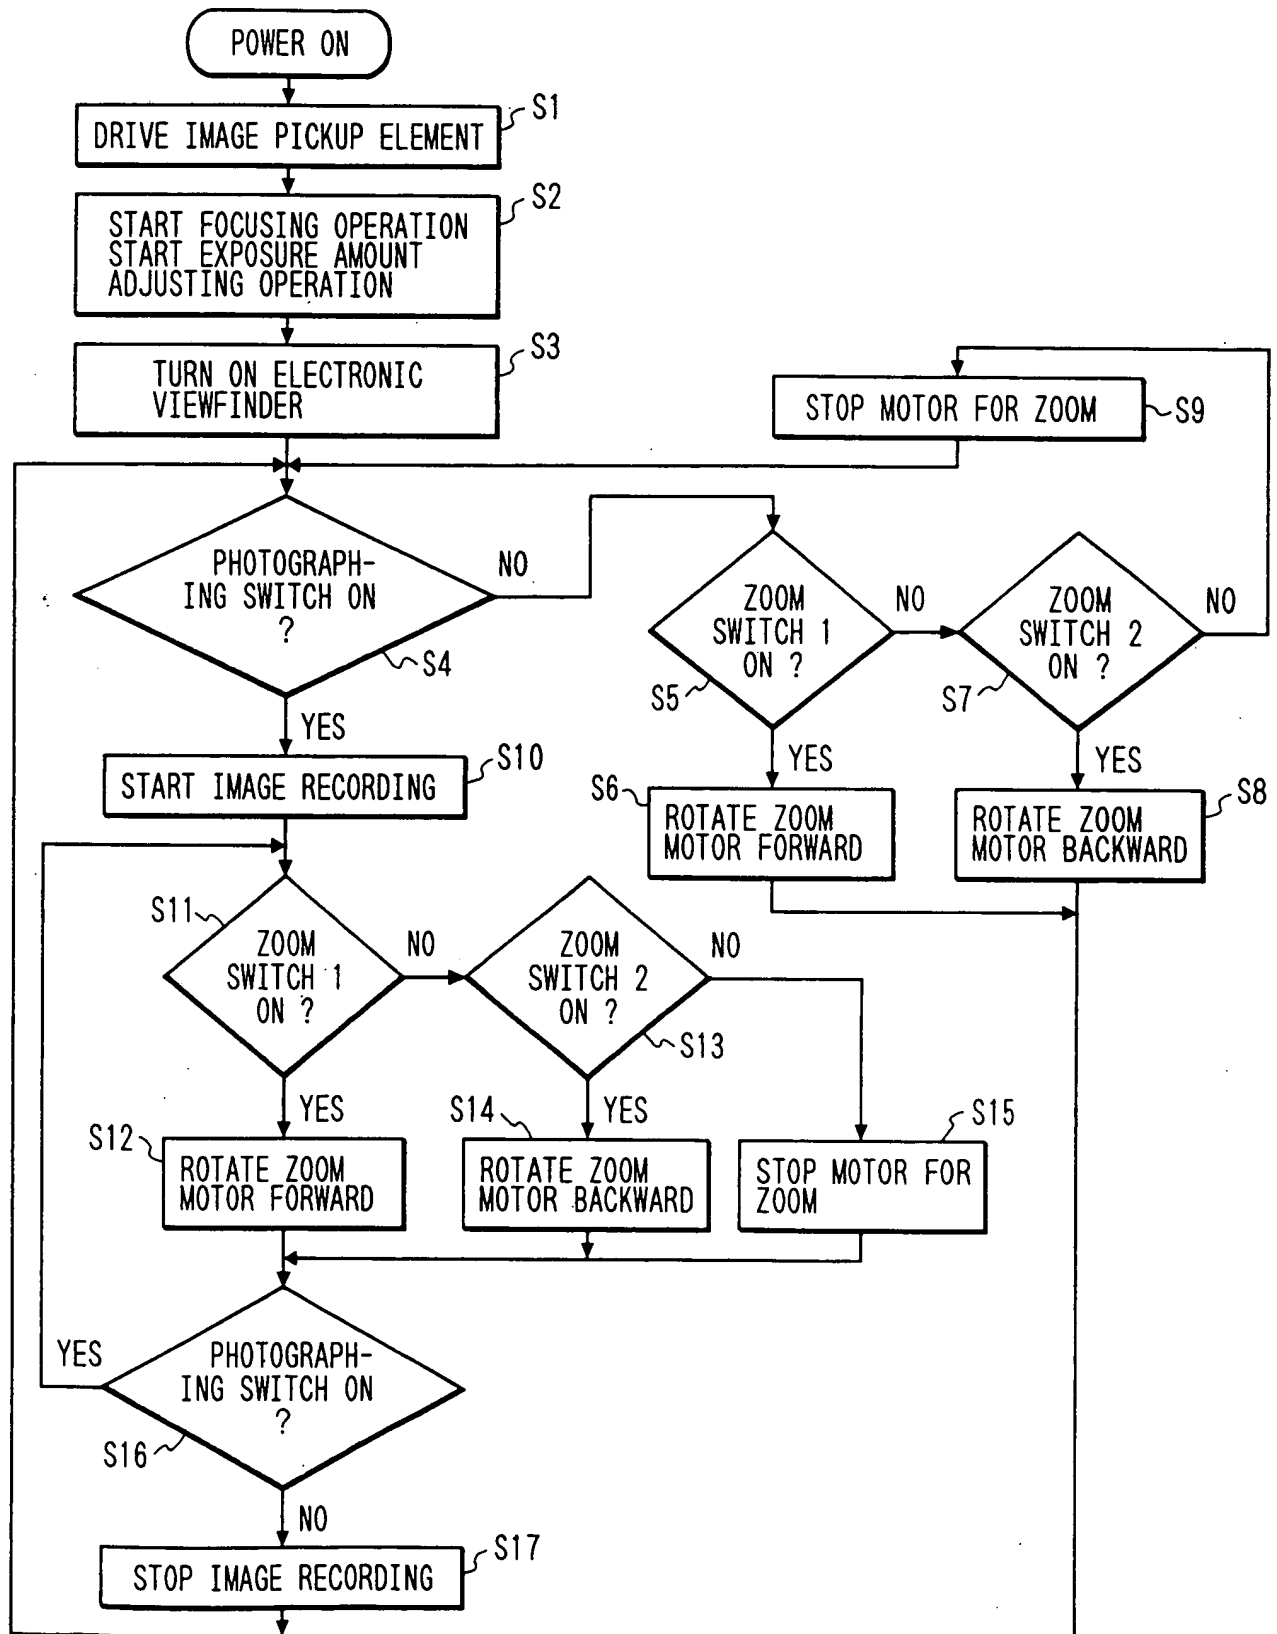 POWER ON
S1
DRIVE IMAGE PICKUP ELEMENT
S2
START FOCUSING OPERATION
START EXPOSURE AMOUNT
ADJUSTING OPERATION
S3
TURN ON ELECTRONIC
VIEWFINDER
STOP MOTOR FOR ZOOM
S9
PHOTOGRAPH-
ING SWITCH ON
?
NO
S4
YES
ZOOM
SWITCH 1
ON ?
NO
S5
YES
ZOOM
SWITCH 2
ON ?
NO
S7
YES
S10
START IMAGE RECORDING
S6
ROTATE ZOOM
MOTOR FORWARD
S8
ROTATE ZOOM
MOTOR BACKWARD
S11
ZOOM
SWITCH 1
ON ?
NO
YES
ZOOM
SWITCH 2
ON ?
NO
S13
YES
S12
ROTATE ZOOM
MOTOR FORWARD
S14
ROTATE ZOOM
MOTOR BACKWARD
S15
STOP MOTOR FOR
ZOOM
YES
PHOTOGRAPH-
ING SWITCH ON
?
S16
NO
S17
STOP IMAGE RECORDING